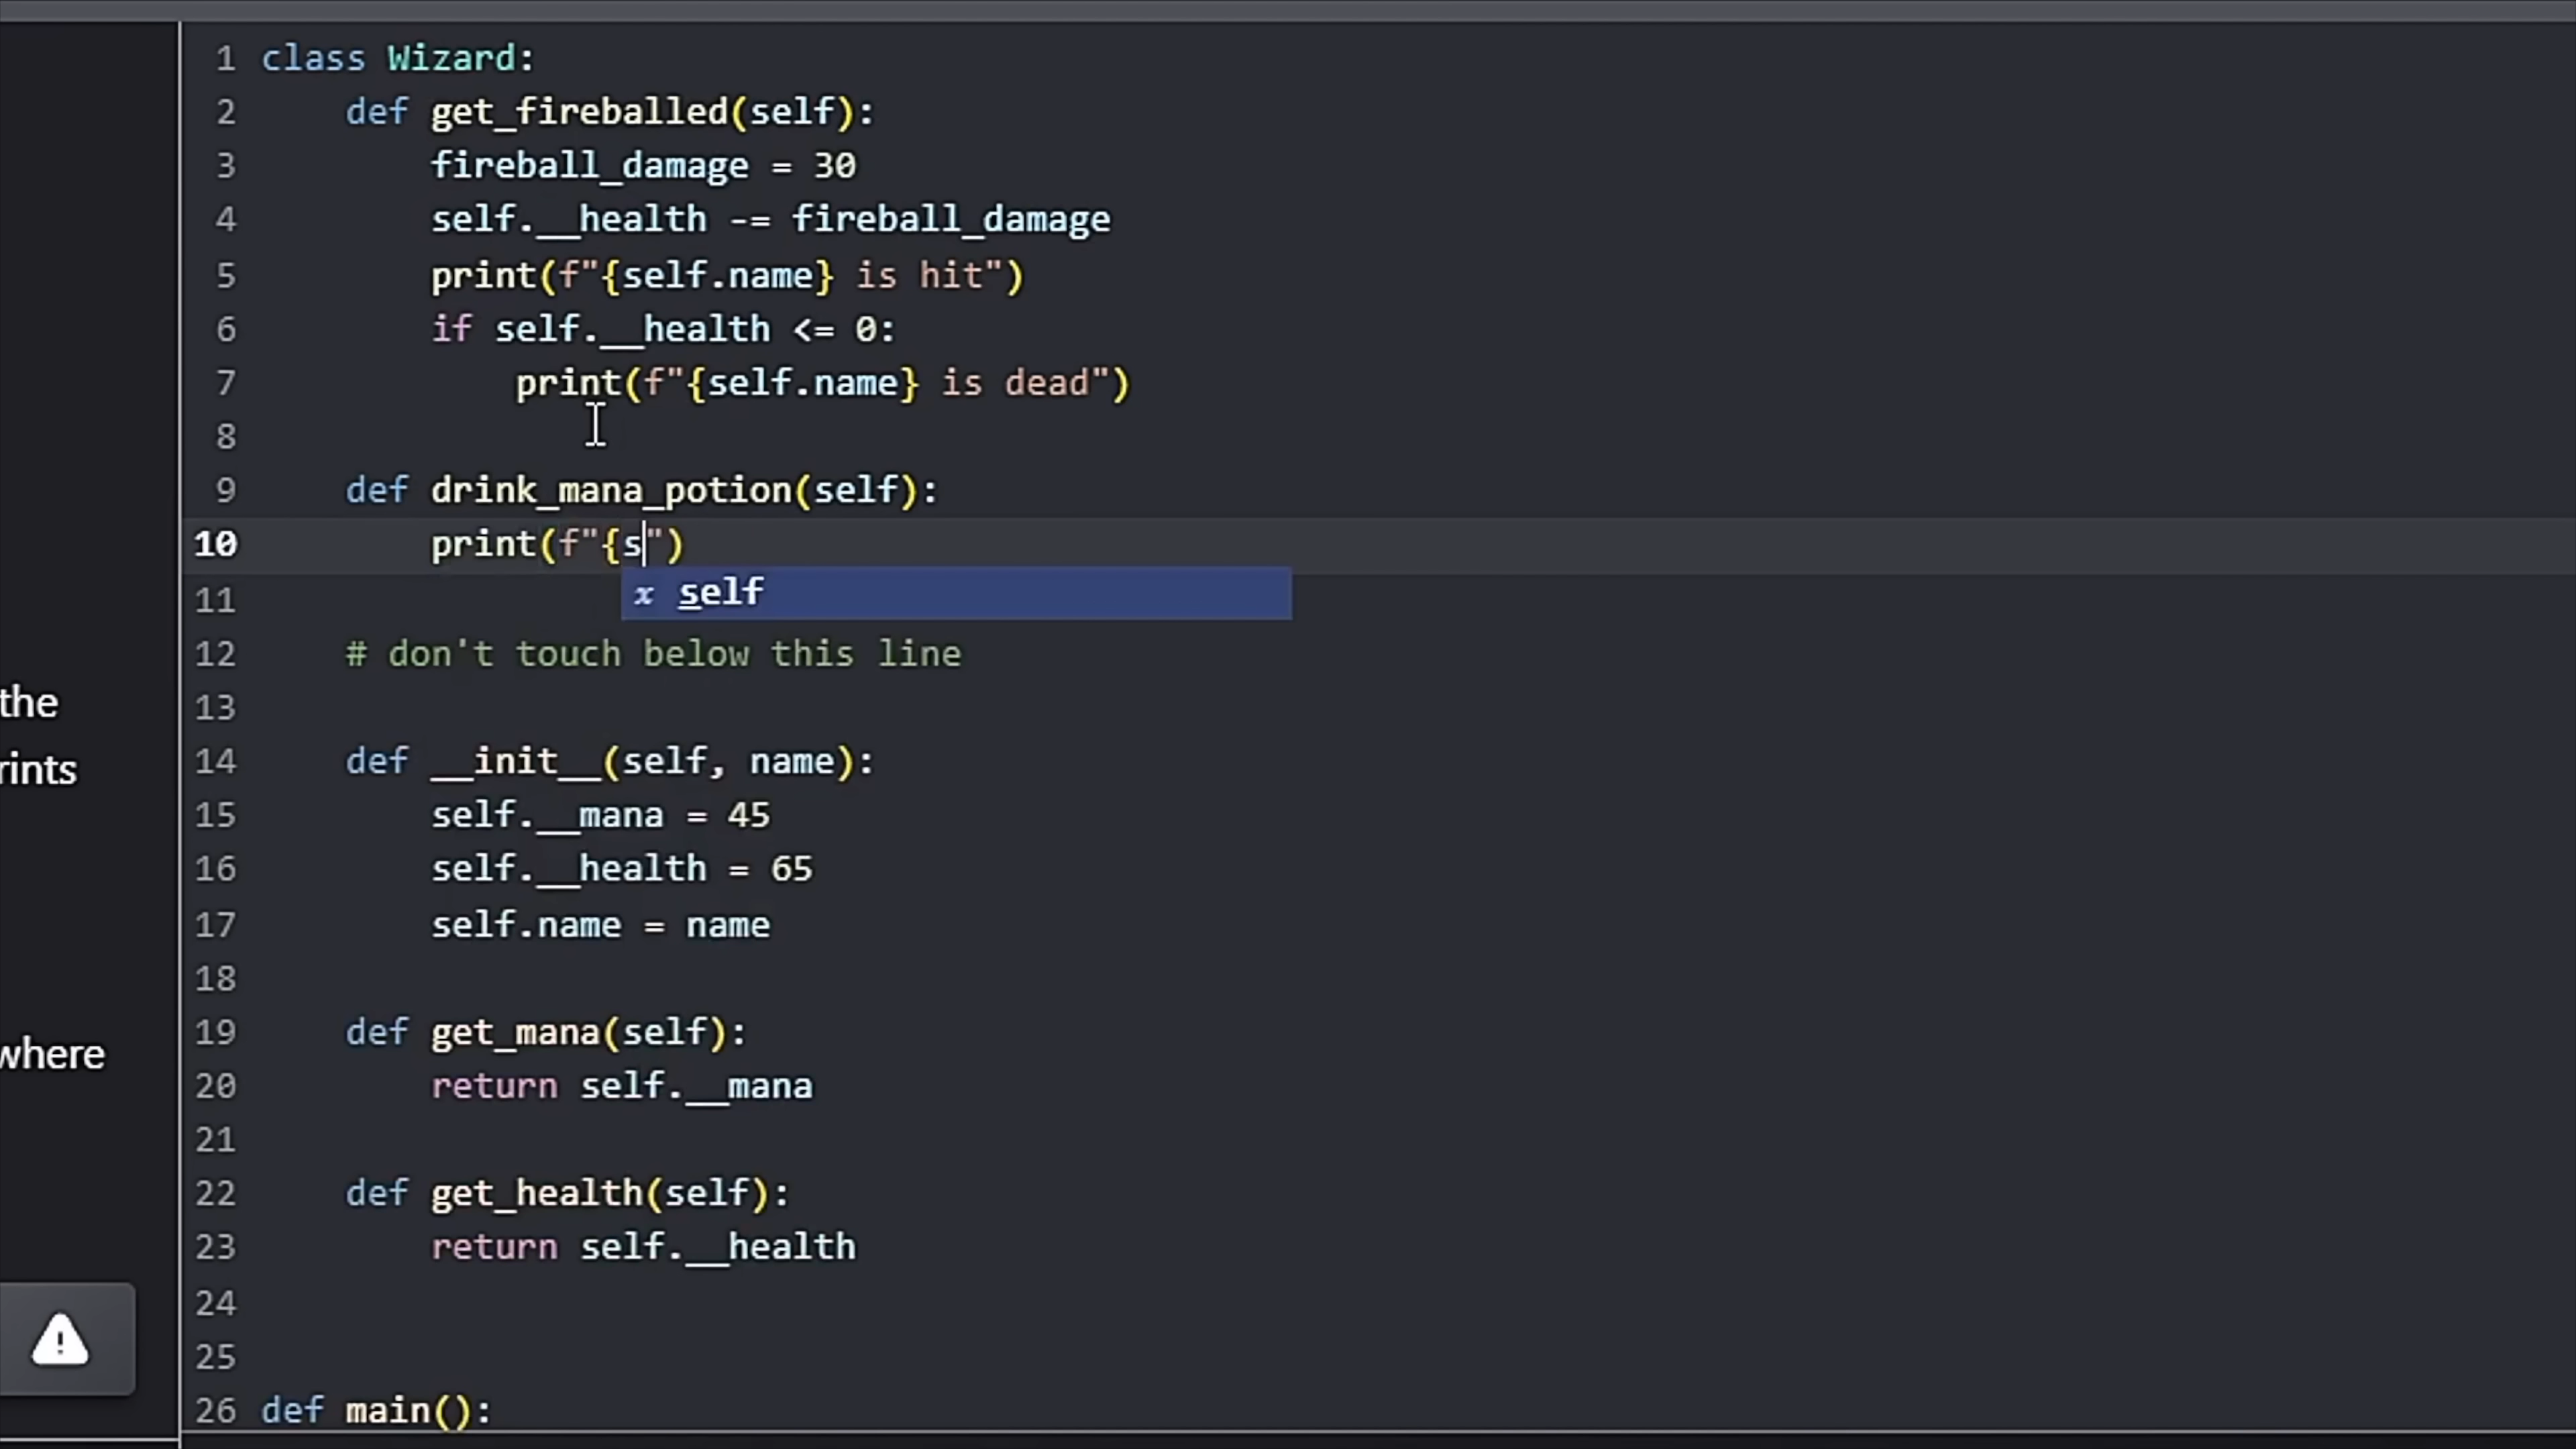 1 class Wizard:
2 def get_fireballed(self):
3 fireball_damage = 30
4 self.__health -= fireball_damage
5 print(f"{self.name} is hit")
6 if self.__health <= 0:
7 print(f"{self.name} is dead")
8
9 def drink_mana_potion(self):
10 print(f"{s")
x self
11
12 # don't touch below this line
the
13
rints
14 def __init__(self, name):
15 self.__mana = 45
16 self.__health = 65
17 self.name = name
18
19 def get_mana(self):
where
20 return self.__mana
21
22 def get_health(self):
23 return self.__health
24
25
26 def main():